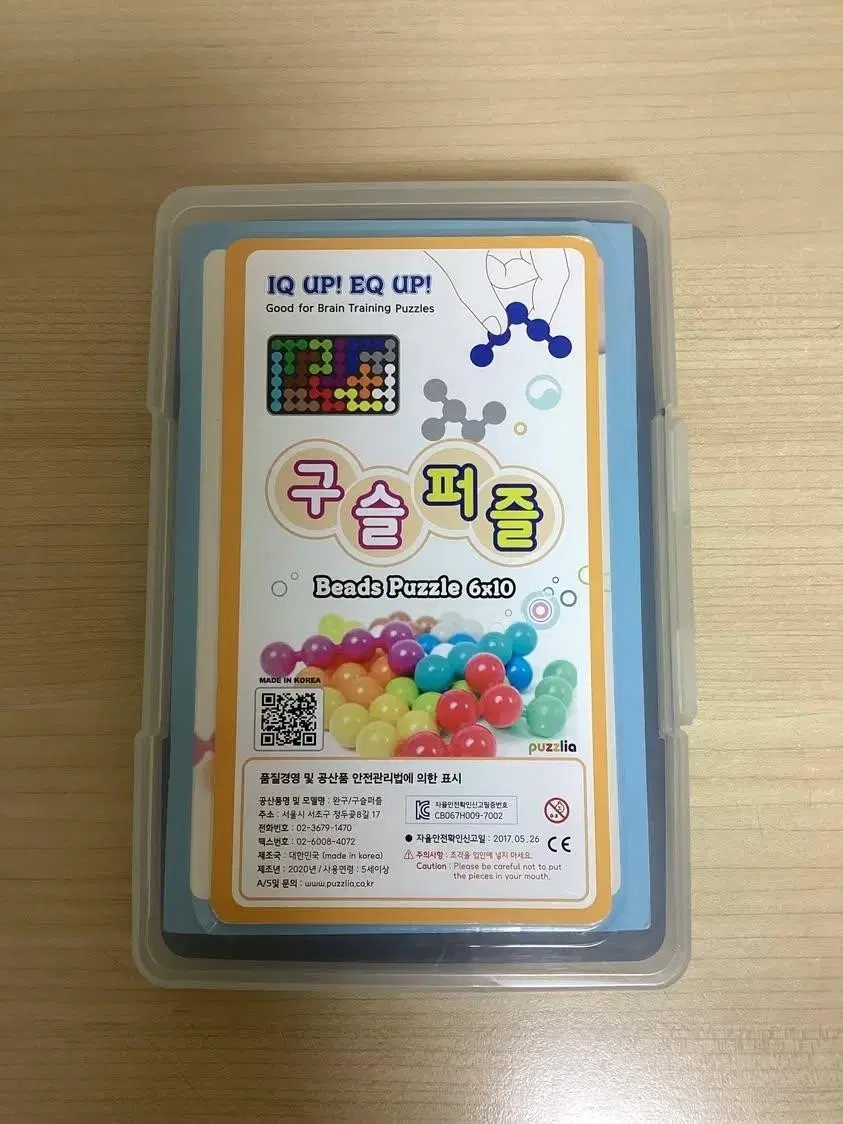 IQ UP! EQ UP!
Good for Brain Training Puzzles
구슬퍼즐
Beads Puzzle 6x10
MADE IN KOREA
puzzlia
품질경영 및 공산품 안전관리법에 의한 표시
공산품명 및 모델명 : 완구/구슬퍼즐
주소 : 서울시 서초구 청두곶8길 17
전화번호 : 02-3679-1470
팩스번호 : 02-6008-4072
제조국 : 대한민국 (made in korea)
제조년 : 2020년 / 사용연령 : 5세이상
A/S및 문의 : www.puzzlia.co.kr
자율안전확인신고필증번호
CB067H009-7002
● 자율안전확인신고일 : 2017.05.26
CE
0-3
주의사항 : 조각을 입안에 넣지 마세요.
Caution : Please be careful not to put
the pieces in your mouth.